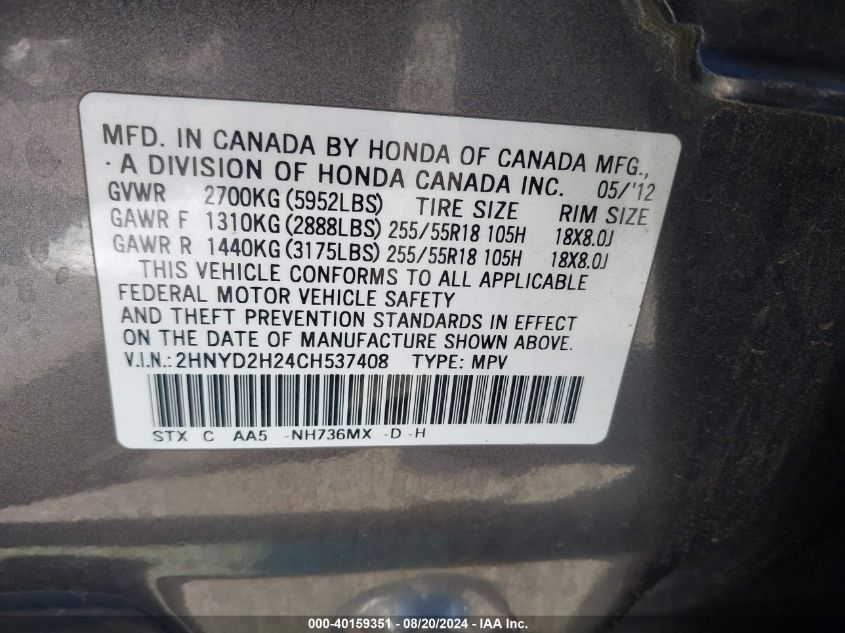 MFD. IN CANADA BY HONDA OF CANADA MFG.,
· A DIVISION OF HONDA CANADA INC. 05/'12
GVWR 2700KG (5952LBS) TIRE SIZE RIM SIZE
GAWR F 1310KG (2888LBS) 255/55R18 105H 18X8.0J
GAWR R 1440KG (3175LBS) 255/55R18 105H 18X8.0J
THIS VEHICLE CONFORMS TO ALL APPLICABLE
FEDERAL MOTOR VEHICLE SAFETY
AND THEFT PREVENTION STANDARDS IN EFFECT
ON THE DATE OF MANUFACTURE SHOWN ABOVE.
V.I.N.: 2HNYD2H24CH537408 TYPE: MPV
STX C AA5 -NH736MX -D -H
000-40159351 - 08/20/2024 - IAAI.COM